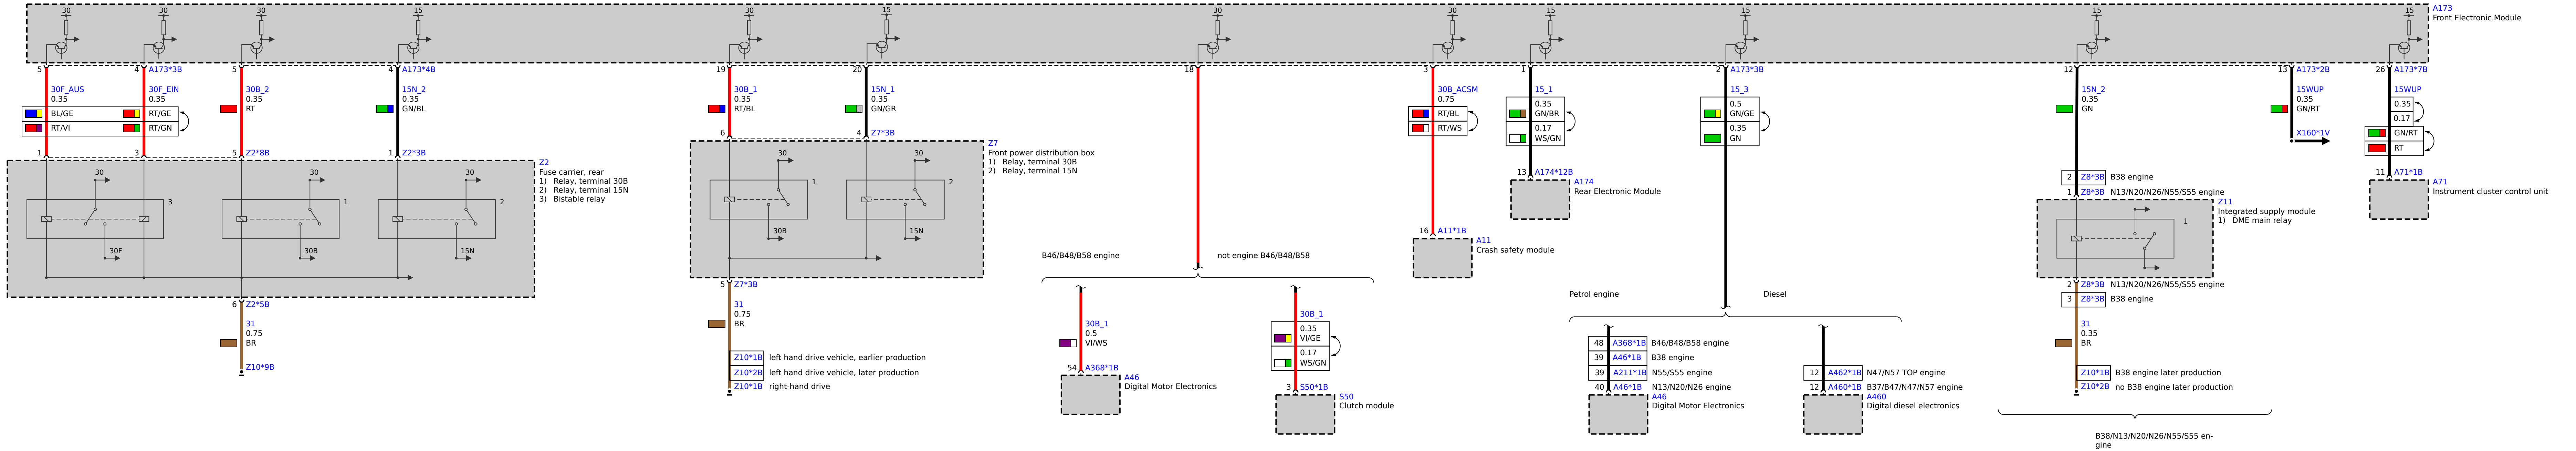 30
30
30
15
30
15
30
30
15
15
15
15
A173
Front Electronic Module
5
4
A173*3B
5
4
A173*4B
19
20
18
3
1
2
A173*3B
12
13
A173*2B
26
A173*7B
30F_AUS
0.35
BL/GE
RT/VI
30F_EIN
0.35
RT/GE
RT/GN
30B_2
0.35
RT
15N_2
0.35
GN/BL
30B_1
0.35
RT/BL
15N_1
0.35
GN/GR
30B_ACSM
0.75
RT/BL
RT/WS
15_1
0.35
GN/BR
0.17
WS/GN
15_3
0.5
GN/GE
0.35
GN
15N_2
0.35
GN
15WUP
0.35
GN/RT
X160*1V
15WUP
0.35
0.17
GN/RT
RT
1
3
5
Z2*8B
1
Z2*3B
Z2
Fuse carrier, rear
1) Relay, terminal 30B
2) Relay, terminal 15N
3) Bistable relay
30
3
30F
30
1
30B
30
2
15N
6
Z2*5B
31
0.75
BR
Z10*9B
6
4
Z7*3B
Z7
Front power distribution box
1) Relay, terminal 30B
2) Relay, terminal 15N
30
1
30B
30
2
15N
5
Z7*3B
31
0.75
BR
Z10*1B
left hand drive vehicle, earlier production
Z10*2B
left hand drive vehicle, later production
Z10*1B
right-hand drive
B46/B48/B58 engine
not engine B46/B48/B58
30B_1
0.5
VI/WS
54
A368*1B
A46
Digital Motor Electronics
30B_1
0.35
VI/GE
0.17
WS/GN
3
S50*1B
S50
Clutch module
16
A11*1B
A11
Crash safety module
13
A174*12B
A174
Rear Electronic Module
Petrol engine
Diesel
48
A368*1B
B46/B48/B58 engine
39
A46*1B
B38 engine
39
A211*1B
N55/S55 engine
40
A46*1B
N13/N20/N26 engine
A46
Digital Motor Electronics
12
A462*1B
N47/N57 TOP engine
12
A460*1B
B37/B47/N47/N57 engine
A460
Digital diesel electronics
2
Z8*3B
B38 engine
1
Z8*3B
N13/N20/N26/N55/S55 engine
Z11
Integrated supply module
1) DME main relay
1
2
Z8*3B
N13/N20/N26/N55/S55 engine
3
Z8*3B
B38 engine
31
0.35
BR
Z10*1B
B38 engine later production
Z10*2B
no B38 engine later production
B38/N13/N20/N26/N55/S55 en-
gine
11
A71*1B
A71
Instrument cluster control unit